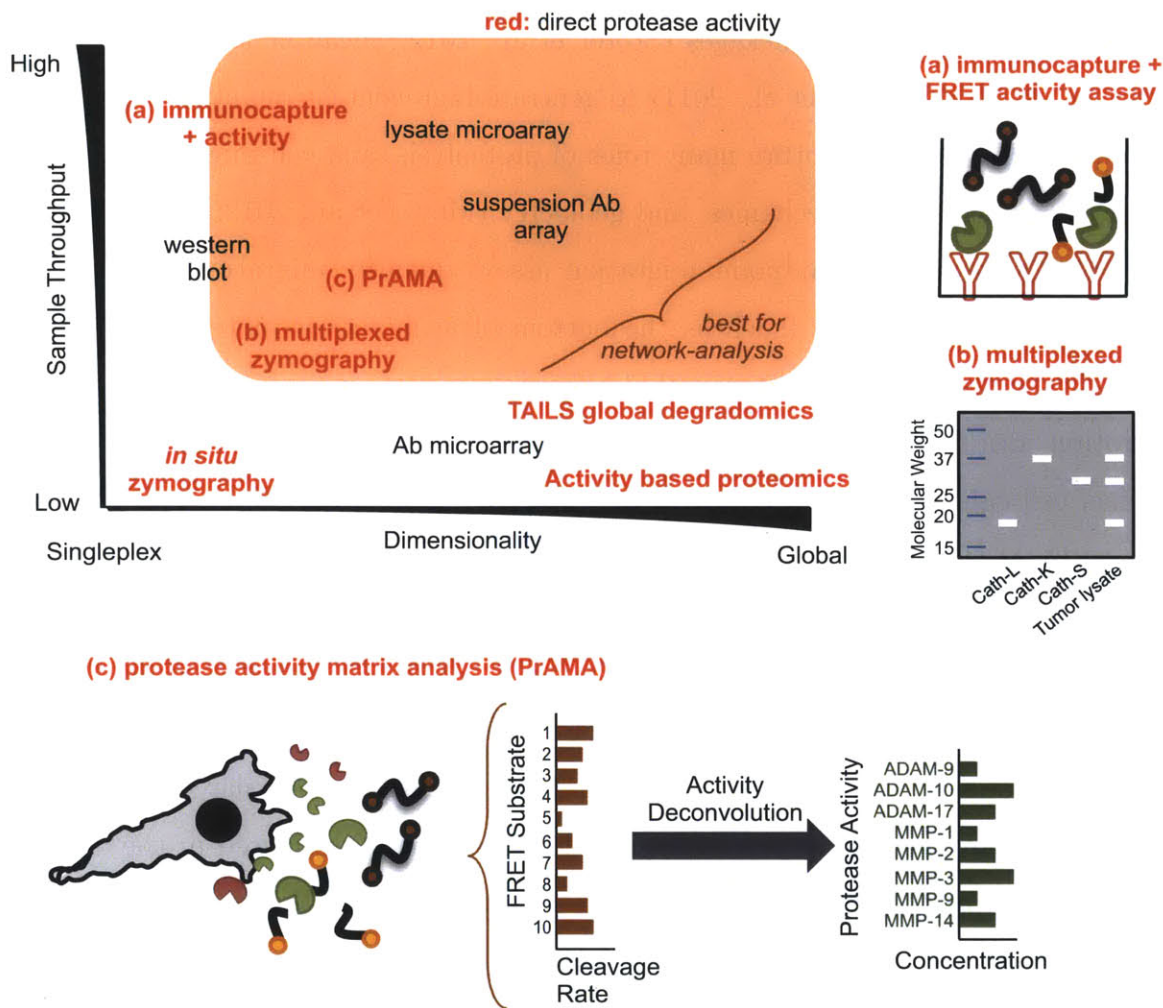 red: direct protease activity
High
Sample Throughput
Low
(a) immunocapture
+ activity
lysate microarray
suspension Ab
array
western
blot
(c) PrAMA
(b) multiplexed
zymography
best for
network-analysis
TAILS global degradomics
Ab microarray
in situ
zymography
Activity based proteomics
Singleplex
Dimensionality
Global
(a) immunocapture +
FRET activity assay
(b) multiplexed
zymography
Molecular Weight
50
37
25
20
15
Cath-L
Cath-K
Cath-S
Tumor lysate
(c) protease activity matrix analysis (PrAMA)
FRET Substrate
1
2
3
4
5
6
7
8
9
10
Cleavage
Rate
Activity
Deconvolution
Protease Activity
ADAM-9
ADAM-10
ADAM-17
MMP-1
MMP-2
MMP-3
MMP-9
MMP-14
Concentration